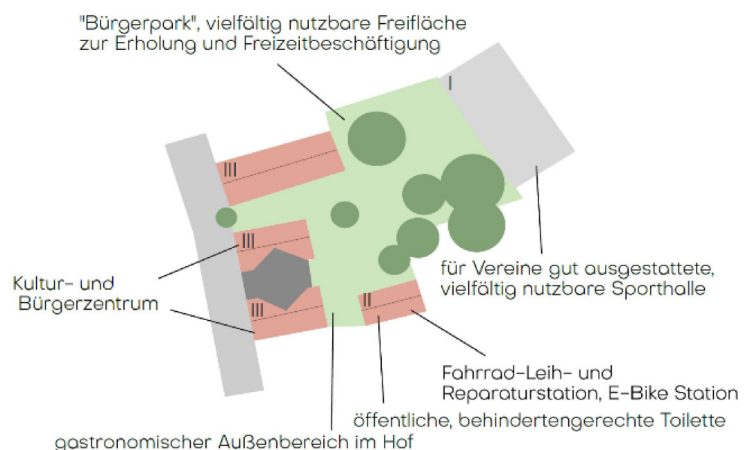 "Bürgerpark", vielfältig nutzbare Freifläche
zur Erholung und Freizeitbeschäftigung
I
III
III
Kultur- und
Bürgerzentrum
III
II
für Vereine gut ausgestattete,
vielfältig nutzbare Sporthalle
Fahrrad-Leih- und
Reparaturstation, E-Bike Station
öffentliche, behindertengerechte Toilette
gastronomischer Außenbereich im Hof